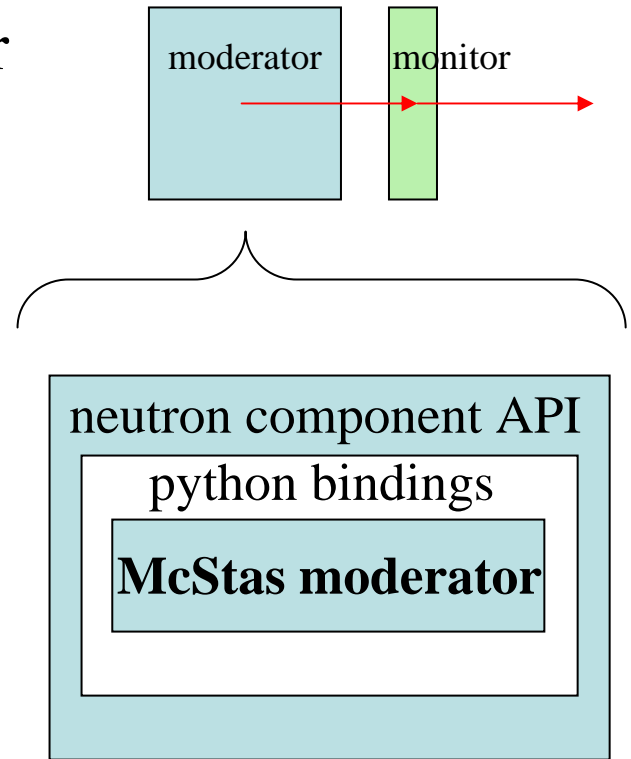 r
moderator
monitor
neutron component API
python bindings
McStas moderator